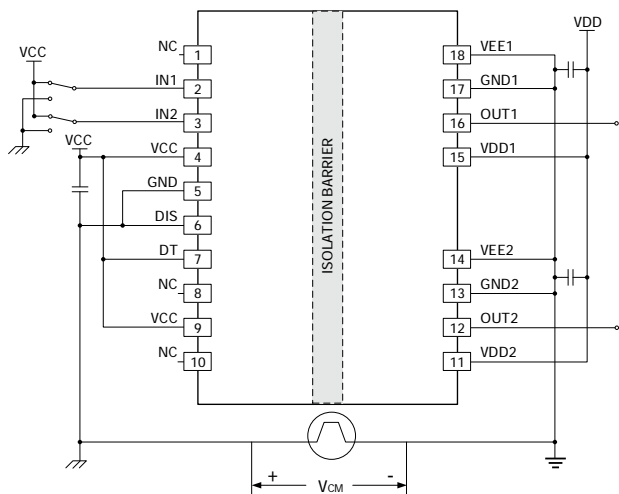 VCC
NC 1
IN1 2
IN2 3
VCC
VCC 4
GND 5
DIS 6
DT 7
NC 8
VCC 9
NC 10
ISOLATION BARRIER
VDD
18 VEE1
17 GND1
16 OUT1
15 VDD1
14 VEE2
13 GND2
12 OUT2
11 VDD2
+ VCM -